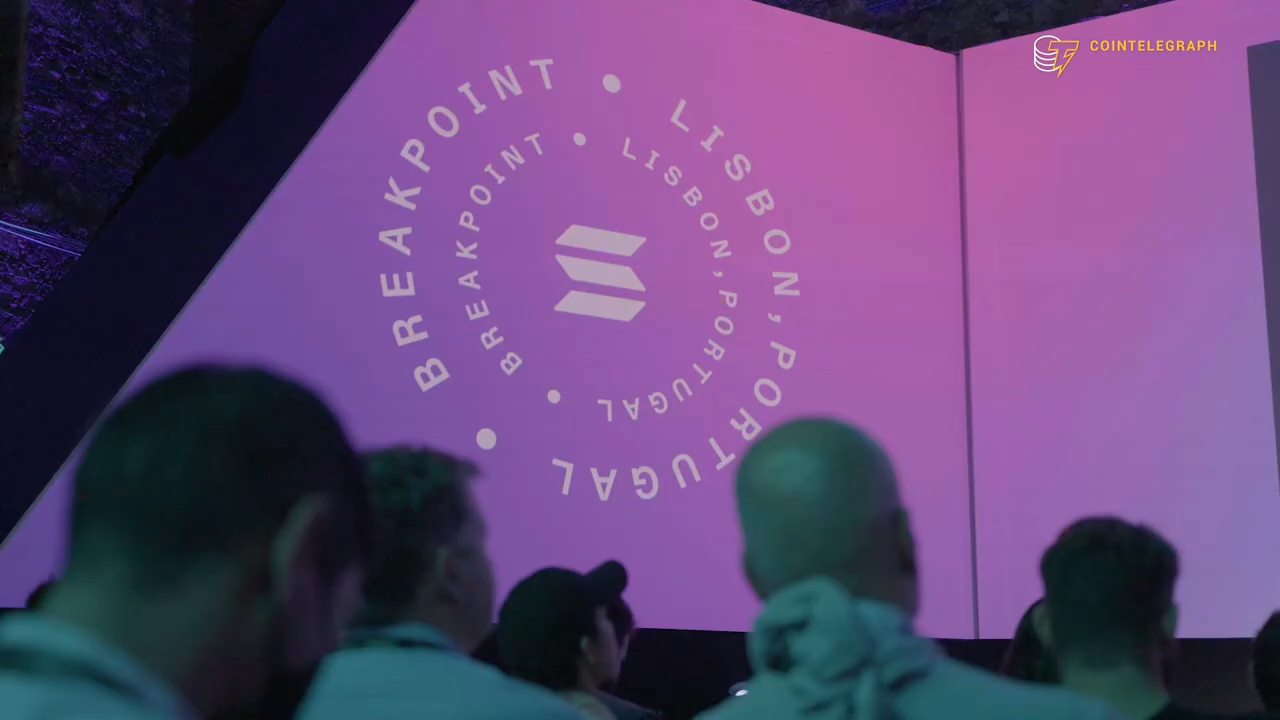 COINTELEGRAPH
BREAKPOINT • LISBON, PORTUGAL •
BREAKPOINT • LISBON, PORTUGAL •